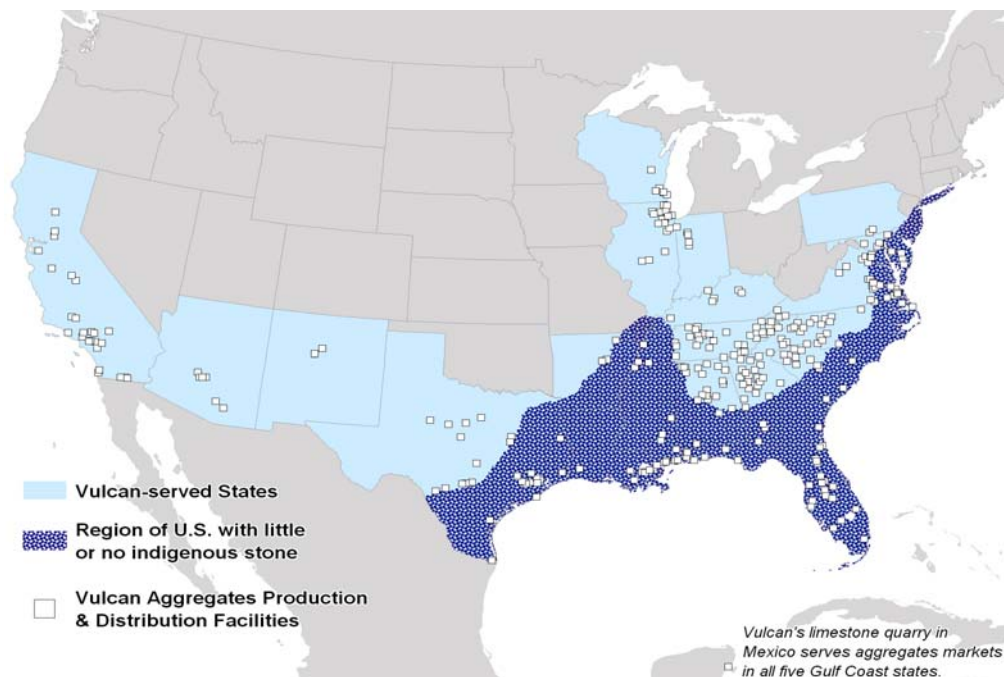 Vulcan-served States
Region of U.S. with little
or no indigenous stone
Vulcan Aggregates Production
& Distribution Facilities
Vulcan's limestone quarry in
Mexico serves aggregates markets
in all five Gulf Coast states.